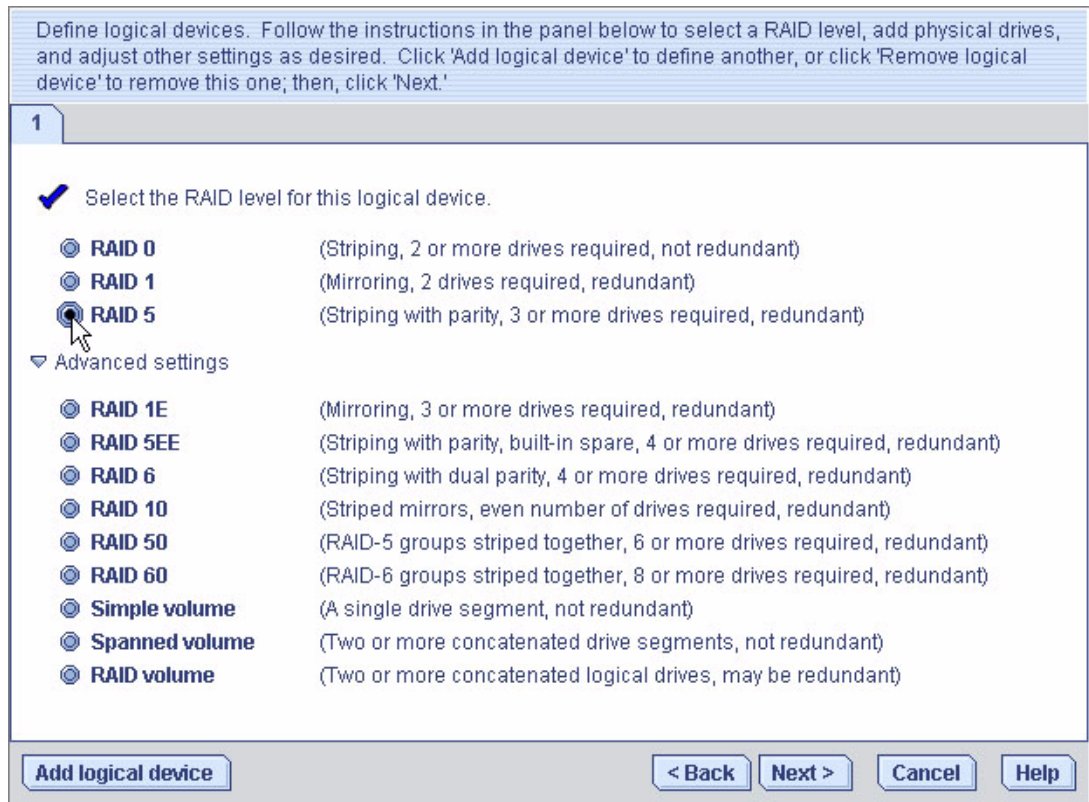 Define logical devices. Follow the instructions in the panel below to select a RAID level, add physical drives,
and adjust other settings as desired. Click 'Add logical device' to define another, or click 'Remove logical
device' to remove this one; then, click 'Next.'
1
Select the RAID level for this logical device.
RAID 0 (Striping, 2 or more drives required, not redundant)
RAID 1 (Mirroring, 2 drives required, redundant)
RAID 5 (Striping with parity, 3 or more drives required, redundant)
Advanced settings
RAID 1E (Mirroring, 3 or more drives required, redundant)
RAID 5EE (Striping with parity, built-in spare, 4 or more drives required, redundant)
RAID 6 (Striping with dual parity, 4 or more drives required, redundant)
RAID 10 (Striped mirrors, even number of drives required, redundant)
RAID 50 (RAID-5 groups striped together, 6 or more drives required, redundant)
RAID 60 (RAID-6 groups striped together, 8 or more drives required, redundant)
Simple volume (A single drive segment, not redundant)
Spanned volume (Two or more concatenated drive segments, not redundant)
RAID volume (Two or more concatenated logical drives, may be redundant)
Add logical device < Back Next > Cancel Help